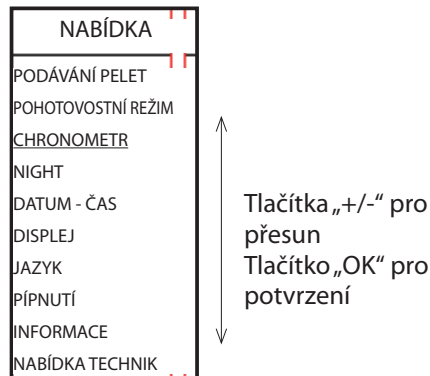 NABÍDKA
PODÁVÁNÍ PELET
POHOTOVOSTNÍ REŽIM
CHRONOMETR
NIGHT
DATUM - ČAS
DISPLEJ
JAZYK
PÍPNUTÍ
INFORMACE
NABÍDKA TECHNIK
Tlačítka „+/-“ pro
přesun
Tlačítko „OK“ pro
potvrzení